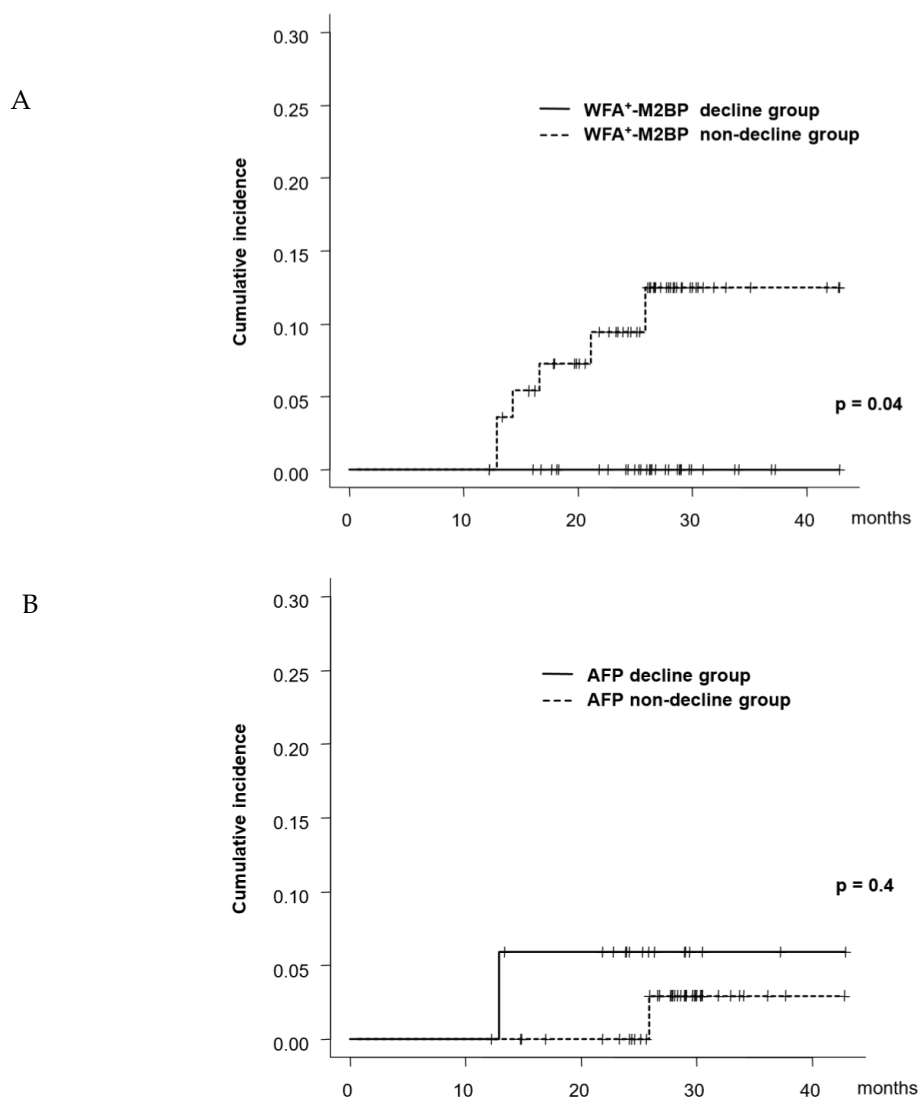 A
0.30
0.25
0.20
0.15
0.10
0.05
0.00
Cumulative incidence
WFA⁺-M2BP decline group
WFA⁺-M2BP non-decline group
p = 0.04
0 10 20 30 40 months
B
0.30
0.25
0.20
0.15
0.10
0.05
0.00
Cumulative incidence
AFP decline group
AFP non-decline group
p = 0.4
0 10 20 30 40 months